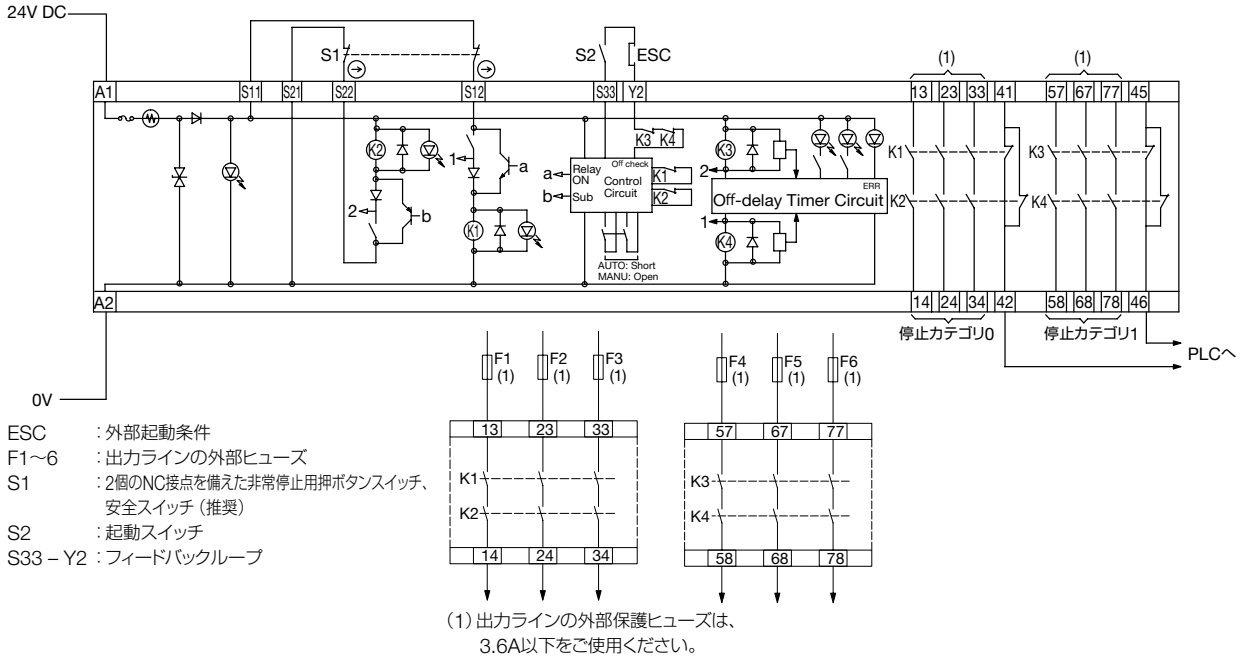 24V DC
S1
S2
ESC
(1)
(1)
A1
S11
S21
S22
S12
S33
Y2
13
23
33
41
57
67
77
45
K2
1
2
b
a
K1
a
b
Relay ON
Sub
Off check
Control Circuit
K3
K4
K1
K2
AUTO: Short
MANU: Open
K3
2
ERR
Off-delay Timer Circuit
1
K4
K1
K2
K3
K4
A2
14
24
34
42
58
68
78
46
停止カテゴリ0
停止カテゴリ1
PLCへ
0V
F1
(1)
F2
(1)
F3
(1)
F4
(1)
F5
(1)
F6
(1)
13
23
33
K1
K2
14
24
34
57
67
77
K3
K4
58
68
78
ESC :外部起動条件
F1～6 :出力ラインの外部ヒューズ
S1 :2個のNC接点を備えた非常停止用押ボタンスイッチ、
安全スイッチ（推奨）
S2 :起動スイッチ
S33 – Y2 :フィードバックループ
(1) 出力ラインの外部保護ヒューズは、
3.6A以下をご使用ください。